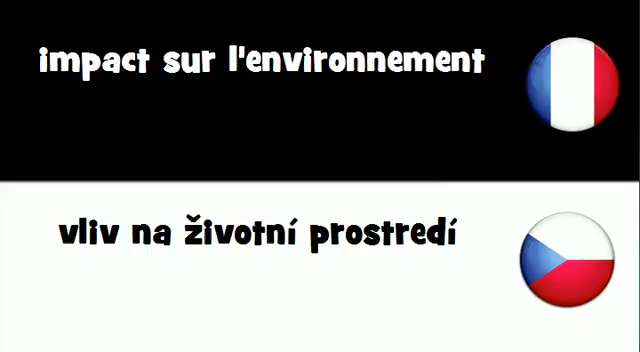 impact sur l'environnement
vliv na životní prostredí